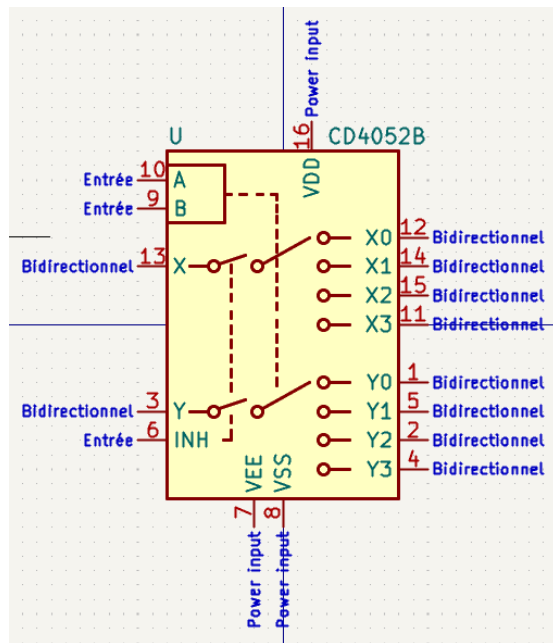 Power input
16
U
CD4052B
VDD
Entrée 10 A
Entrée 9 B
X0 12 Bidirectionnel
Bidirectionnel 13 X
X1 14 Bidirectionnel
X2 15 Bidirectionnel
X3 11 Bidirectionnel
Y0 1 Bidirectionnel
Bidirectionnel 3 Y
Y1 5 Bidirectionnel
Entrée 6 INH
Y2 2 Bidirectionnel
Y3 4 Bidirectionnel
VEE
VSS
7
8
Power input
Power input